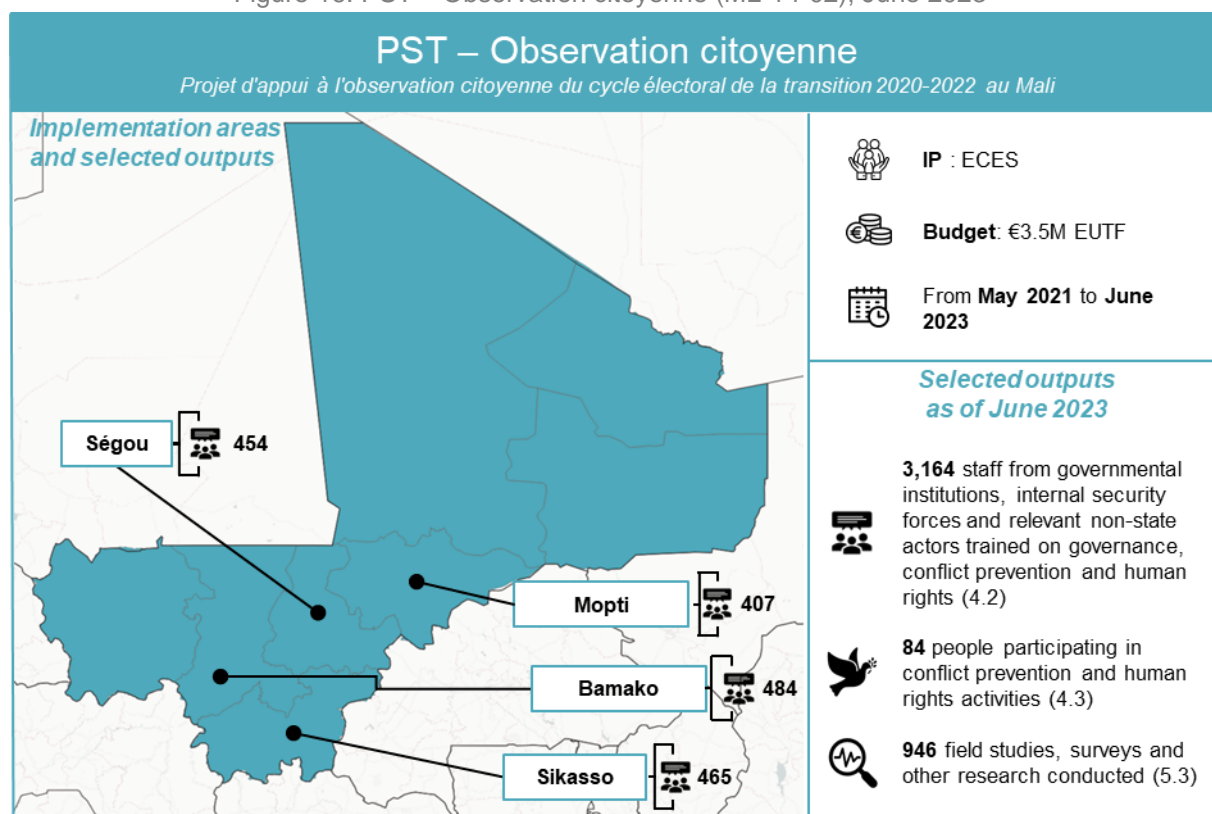 PST – Observation citoyenne
Projet d'appui à l'observation citoyenne du cycle électoral de la transition 2020-2022 au Mali
Implementation areas
and selected outputs
Ségou
454
Mopti
407
Bamako
484
Sikasso
465
IP : ECES
Budget: €3.5M EUTF
From May 2021 to June
2023
Selected outputs
as of June 2023
3,164 staff from governmental
institutions, internal security
forces and relevant non-state
actors trained on governance,
conflict prevention and human
rights (4.2)
84 people participating in
conflict prevention and human
rights activities (4.3)
946 field studies, surveys and
other research conducted (5.3)